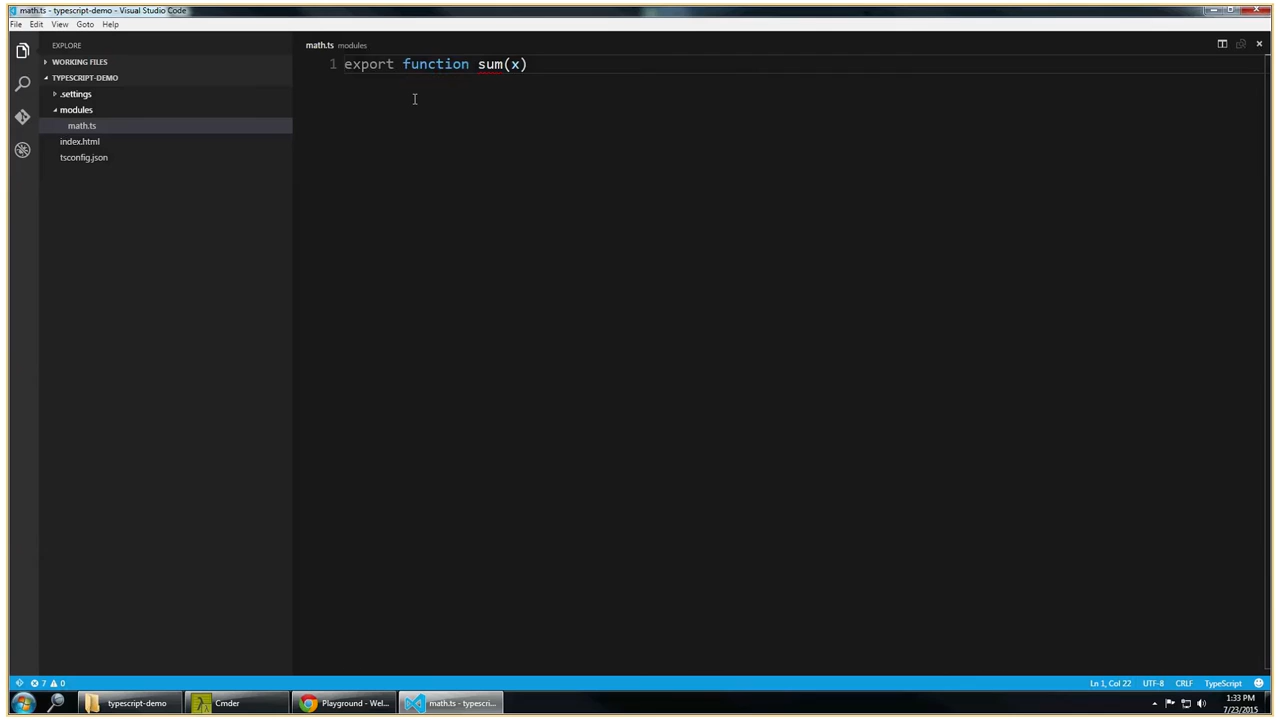 math.ts - typescript-demo - Visual Studio Code
File Edit View Goto Help
EXPLORE
WORKING FILES
TYPESCRIPT-DEMO
.settings
modules
math.ts
index.html
tsconfig.json
math.ts modules
1 export function sum(x)
7 0
Ln 1, Col 22 UTF-8 CRLF TypeScript
typescript-demo
Cmder
Playground - Wel...
math.ts - typescri...
1:33 PM
7/23/2015